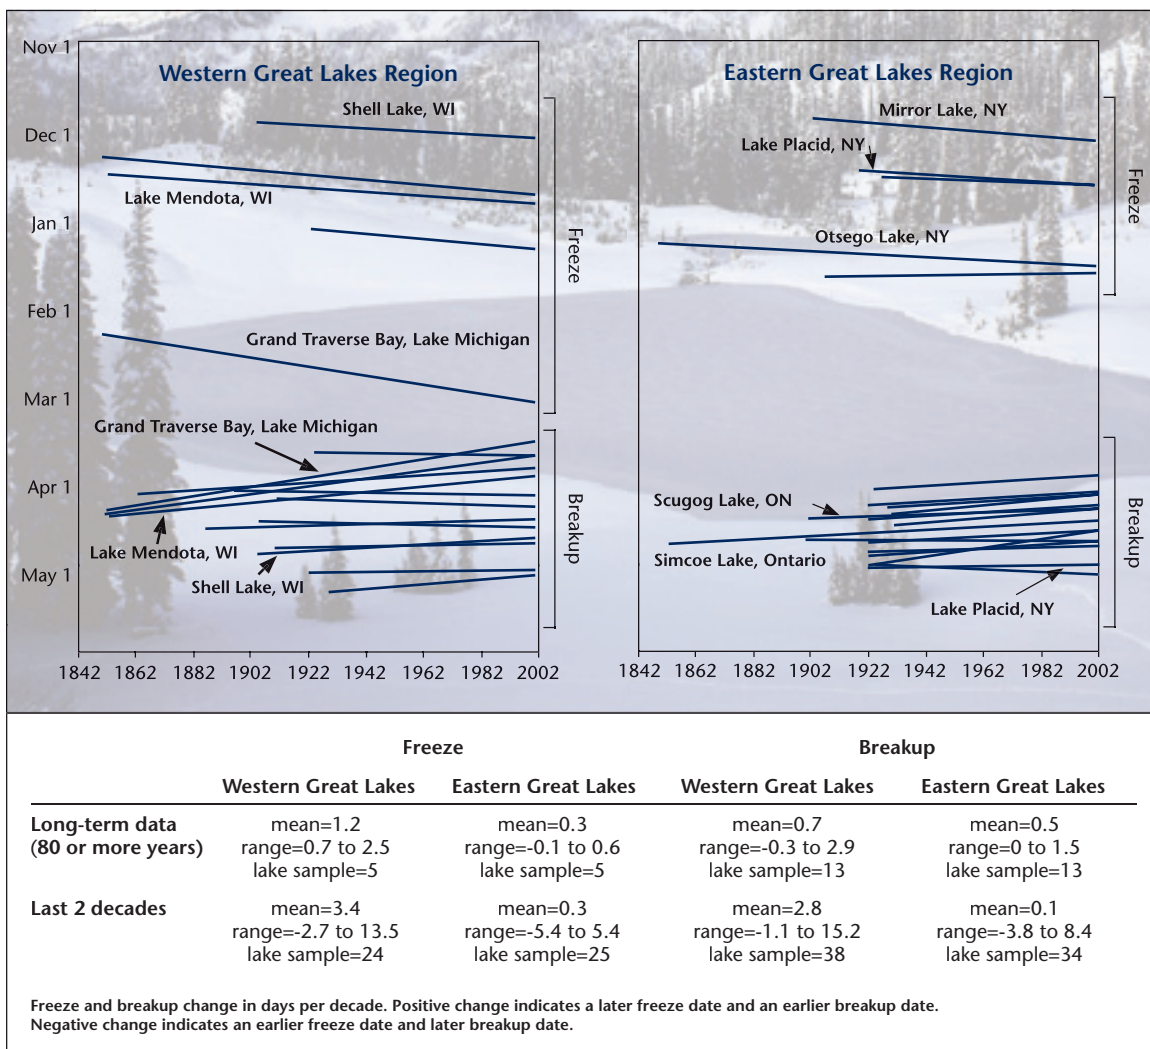 Nov 1
Dec 1
Jan 1
Feb 1
Mar 1
Apr 1
May 1
Western Great Lakes Region
Shell Lake, WI
Lake Mendota, WI
Grand Traverse Bay, Lake Michigan
Freeze
Grand Traverse Bay, Lake Michigan
Lake Mendota, WI
Shell Lake, WI
Breakup
1842 1862 1882 1902 1922 1942 1962 1982 2002
Eastern Great Lakes Region
Mirror Lake, NY
Lake Placid, NY
Otsego Lake, NY
Freeze
Scugog Lake, ON
Simcoe Lake, Ontario
Lake Placid, NY
Breakup
1842 1862 1882 1902 1922 1942 1962 1982 2002
Freeze Breakup
Western Great Lakes Eastern Great Lakes Western Great Lakes Eastern Great Lakes
Long-term data mean=1.2 mean=0.3 mean=0.7 mean=0.5
(80 or more years) range=0.7 to 2.5 range=-0.1 to 0.6 range=-0.3 to 2.9 range=0 to 1.5
lake sample=5 lake sample=5 lake sample=13 lake sample=13
Last 2 decades mean=3.4 mean=0.3 mean=2.8 mean=0.1
range=-2.7 to 13.5 range=-5.4 to 5.4 range=-1.1 to 15.2 range=-3.8 to 8.4
lake sample=24 lake sample=25 lake sample=38 lake sample=34
Freeze and breakup change in days per decade. Positive change indicates a later freeze date and an earlier breakup date.
Negative change indicates an earlier freeze date and later breakup date.